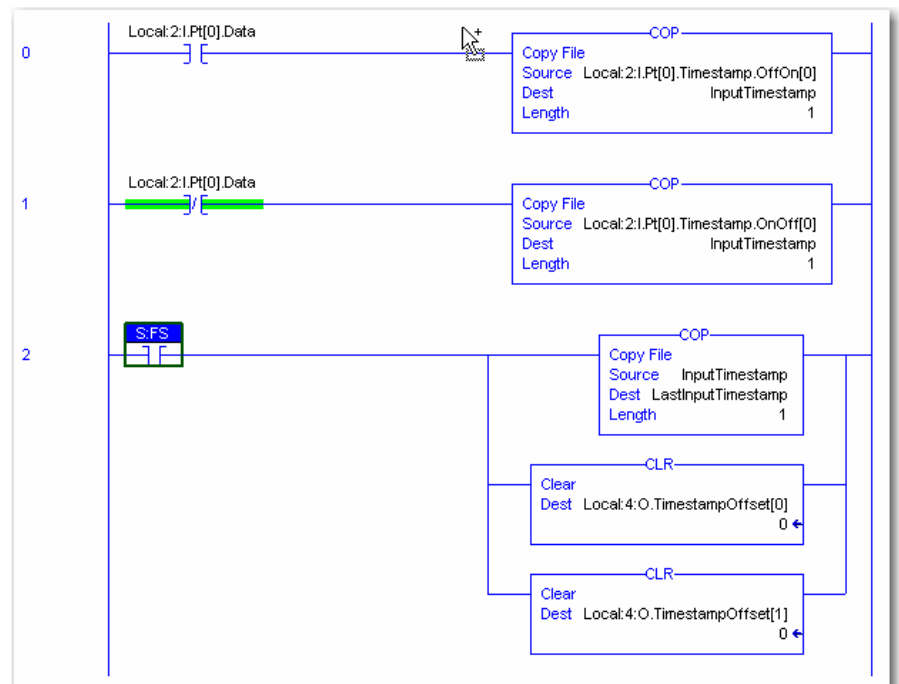 Local:2:I.Pt[0].Data
0
COP
Copy File
Source Local:2:I.Pt[0].Timestamp.OffOn[0]
Dest InputTimestamp
Length 1
Local:2:I.Pt[0].Data
1
COP
Copy File
Source Local:2:I.Pt[0].Timestamp.OnOff[0]
Dest InputTimestamp
Length 1
S:FS
2
COP
Copy File
Source InputTimestamp
Dest LastInputTimestamp
Length 1
CLR
Clear
Dest Local:4:O.TimestampOffset[0]
0
CLR
Clear
Dest Local:4:O.TimestampOffset[1]
0